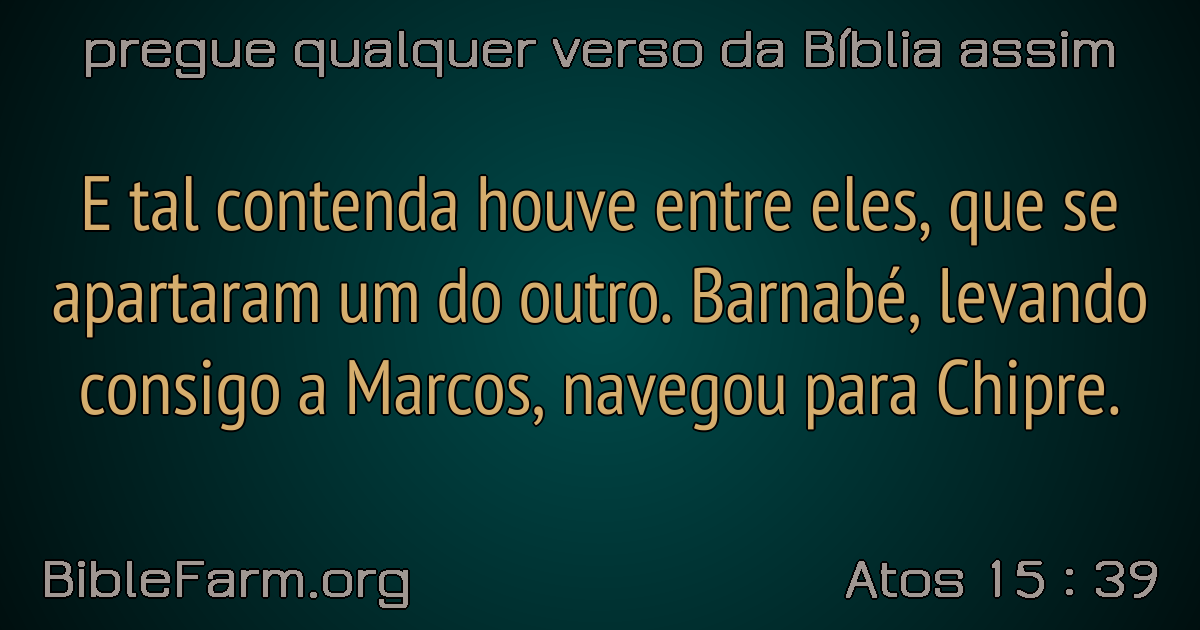 pregue qualquer verso da Bíblia assim
E tal contenda houve entre eles, que se
apartaram um do outro. Barnabé, levando
consigo a Marcos, navegou para Chipre.
BibleFarm.org
Atos 15 : 39